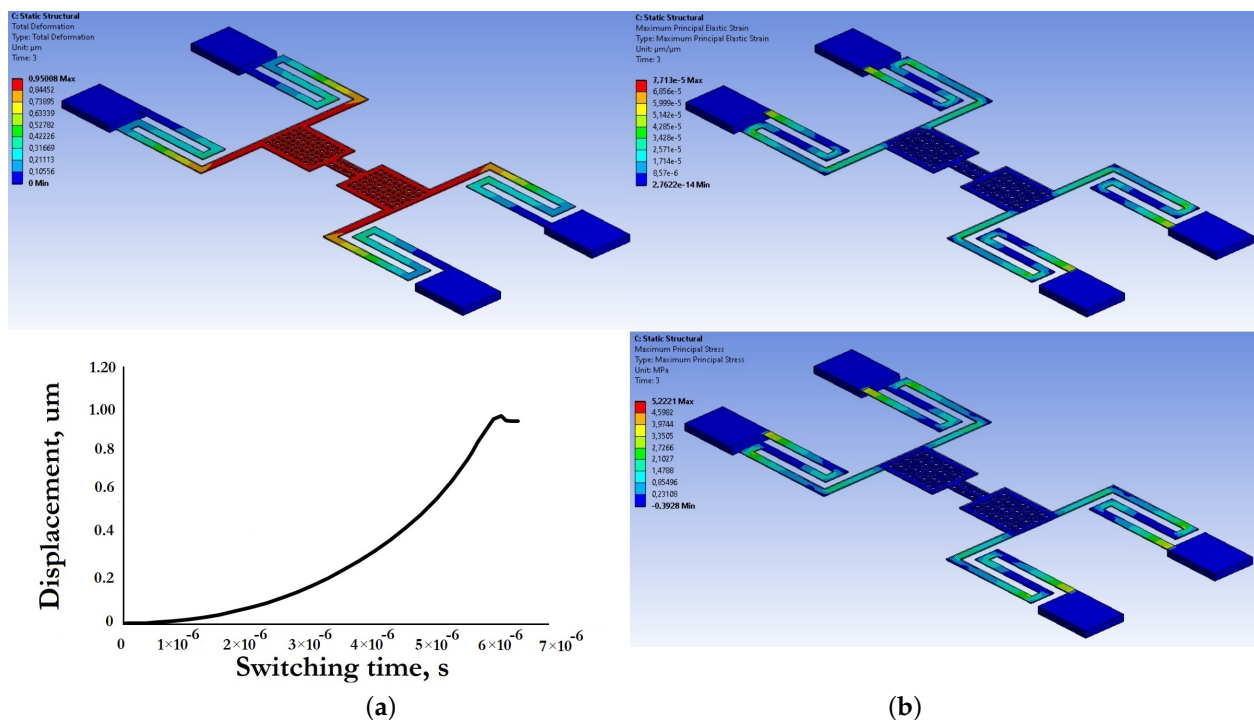 C: Static Structural
Total Deformation
Type: Total Deformation
Unit: µm
Time: 3
0,95008 Max
0,84452
0,73895
0,63339
0,52782
0,42226
0,31669
0,21113
0,10556
0 Min
C: Static Structural
Maximum Principal Elastic Strain
Type: Maximum Principal Elastic Strain
Unit: µm/µm
Time: 3
7,713e-5 Max
6,856e-5
5,999e-5
5,142e-5
4,285e-5
3,428e-5
2,571e-5
1,714e-5
8,57e-6
2,7622e-14 Min
Displacement, um
1.20
1.00
0.8
0.6
0.4
0.2
0
0 1×10⁻⁶ 2×10⁻⁶ 3×10⁻⁶ 4×10⁻⁶ 5×10⁻⁶ 6×10⁻⁶ 7×10⁻⁶
Switching time, s
C: Static Structural
Maximum Principal Stress
Type: Maximum Principal Stress
Unit: MPa
Time: 3
5,2221 Max
4,5982
3,9744
3,3505
2,7266
2,1027
1,4788
0,85496
0,23108
-0,3928 Min
(a)
(b)